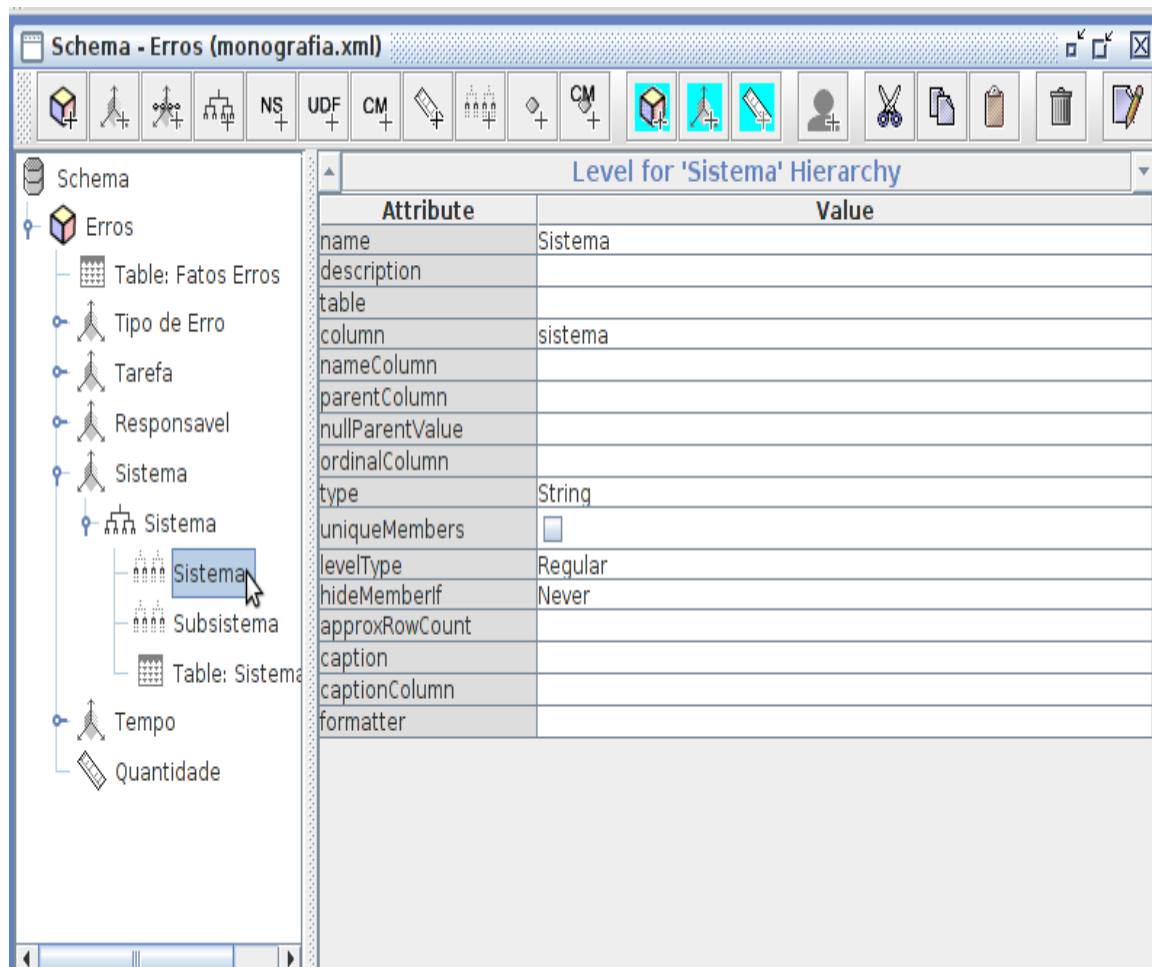 Schema - Erros (monografia.xml)
NS UDF CM CM
Schema
Erros
Table: Fatos Erros
Tipo de Erro
Tarefa
Responsavel
Sistema
Sistema
Sistema
Subsistema
Table: Sistema
Tempo
Quantidade
Level for 'Sistema' Hierarchy
Attribute Value
name Sistema
description
table
column sistema
nameColumn
parentColumn
nullParentValue
ordinalColumn
type String
uniqueMembers
levelType Regular
hideMemberIf Never
approxRowCount
caption
captionColumn
formatter